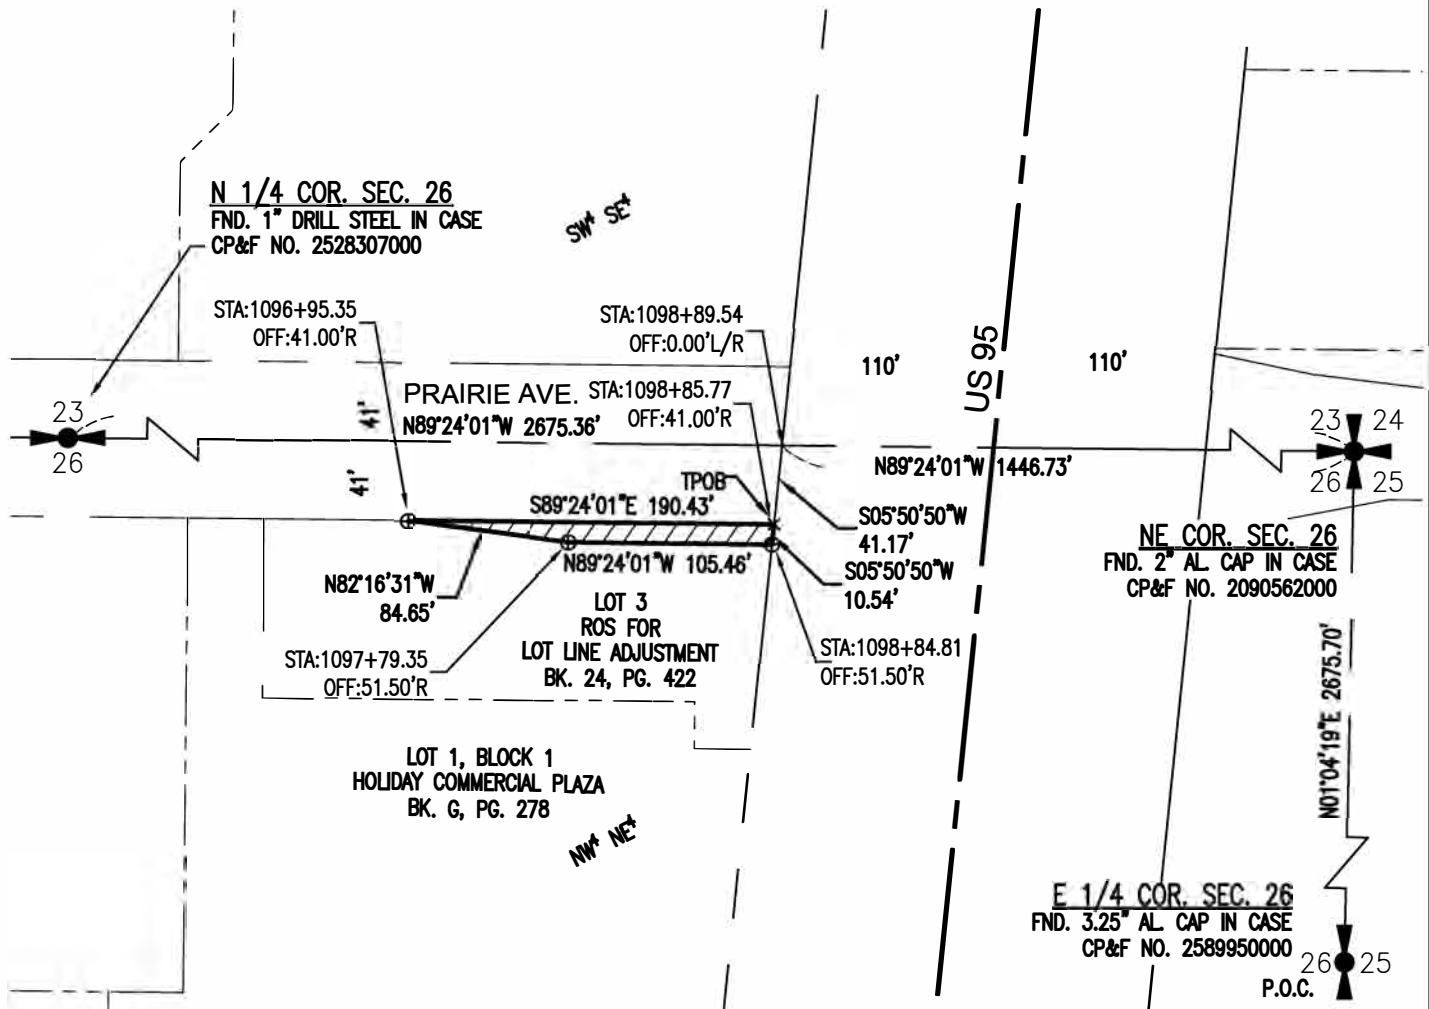 N 1/4 COR. SEC. 26
FND. 1" DRILL STEEL IN CASE
CP&F NO. 2528307000
SW⁴ SE⁴
STA:1096+95.35
OFF:41.00'R
STA:1098+89.54
OFF:0.00'L/R
110'
US 95
110'
PRAIRIE AVE.
N89°24'01"W 2675.36'
STA:1098+85.77
OFF:41.00'R
41'
41'
23
26
N89°24'01"W 1446.73'
23
24
26
25
TPOB
S89°24'01"E 190.43'
S05°50'50"W
41.17'
S05°50'50"W
10.54'
NE COR. SEC. 26
FND. 2" AL. CAP IN CASE
CP&F NO. 2090562000
N82°16'31"W
84.65'
N89°24'01"W 105.46'
LOT 3
ROS FOR
LOT LINE ADJUSTMENT
BK. 24, PG. 422
STA:1097+79.35
OFF:51.50'R
STA:1098+84.81
OFF:51.50'R
N01°04'19"E 2675.70'
LOT 1, BLOCK 1
HOLIDAY COMMERCIAL PLAZA
BK. G, PG. 278
NW⁴ NE⁴
E 1/4 COR. SEC. 26
FND. 3.25" AL. CAP IN CASE
CP&F NO. 2589950000
26
25
P.O.C.